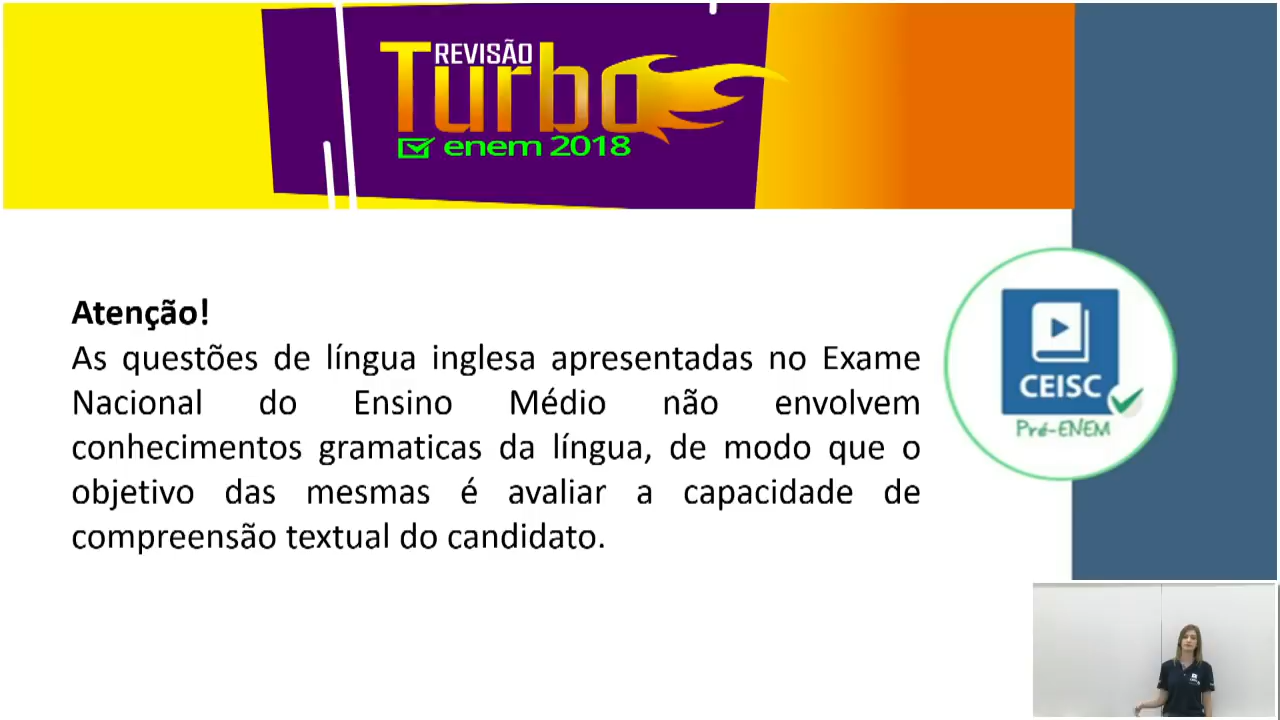 REVISÃO
Turbo
enem 2018
Atenção!
As questões de língua inglesa apresentadas no Exame
Nacional do Ensino Médio não envolvem
conhecimentos gramaticas da língua, de modo que o
objetivo das mesmas é avaliar a capacidade de
compreensão textual do candidato.
CEISC
Pré-ENEM